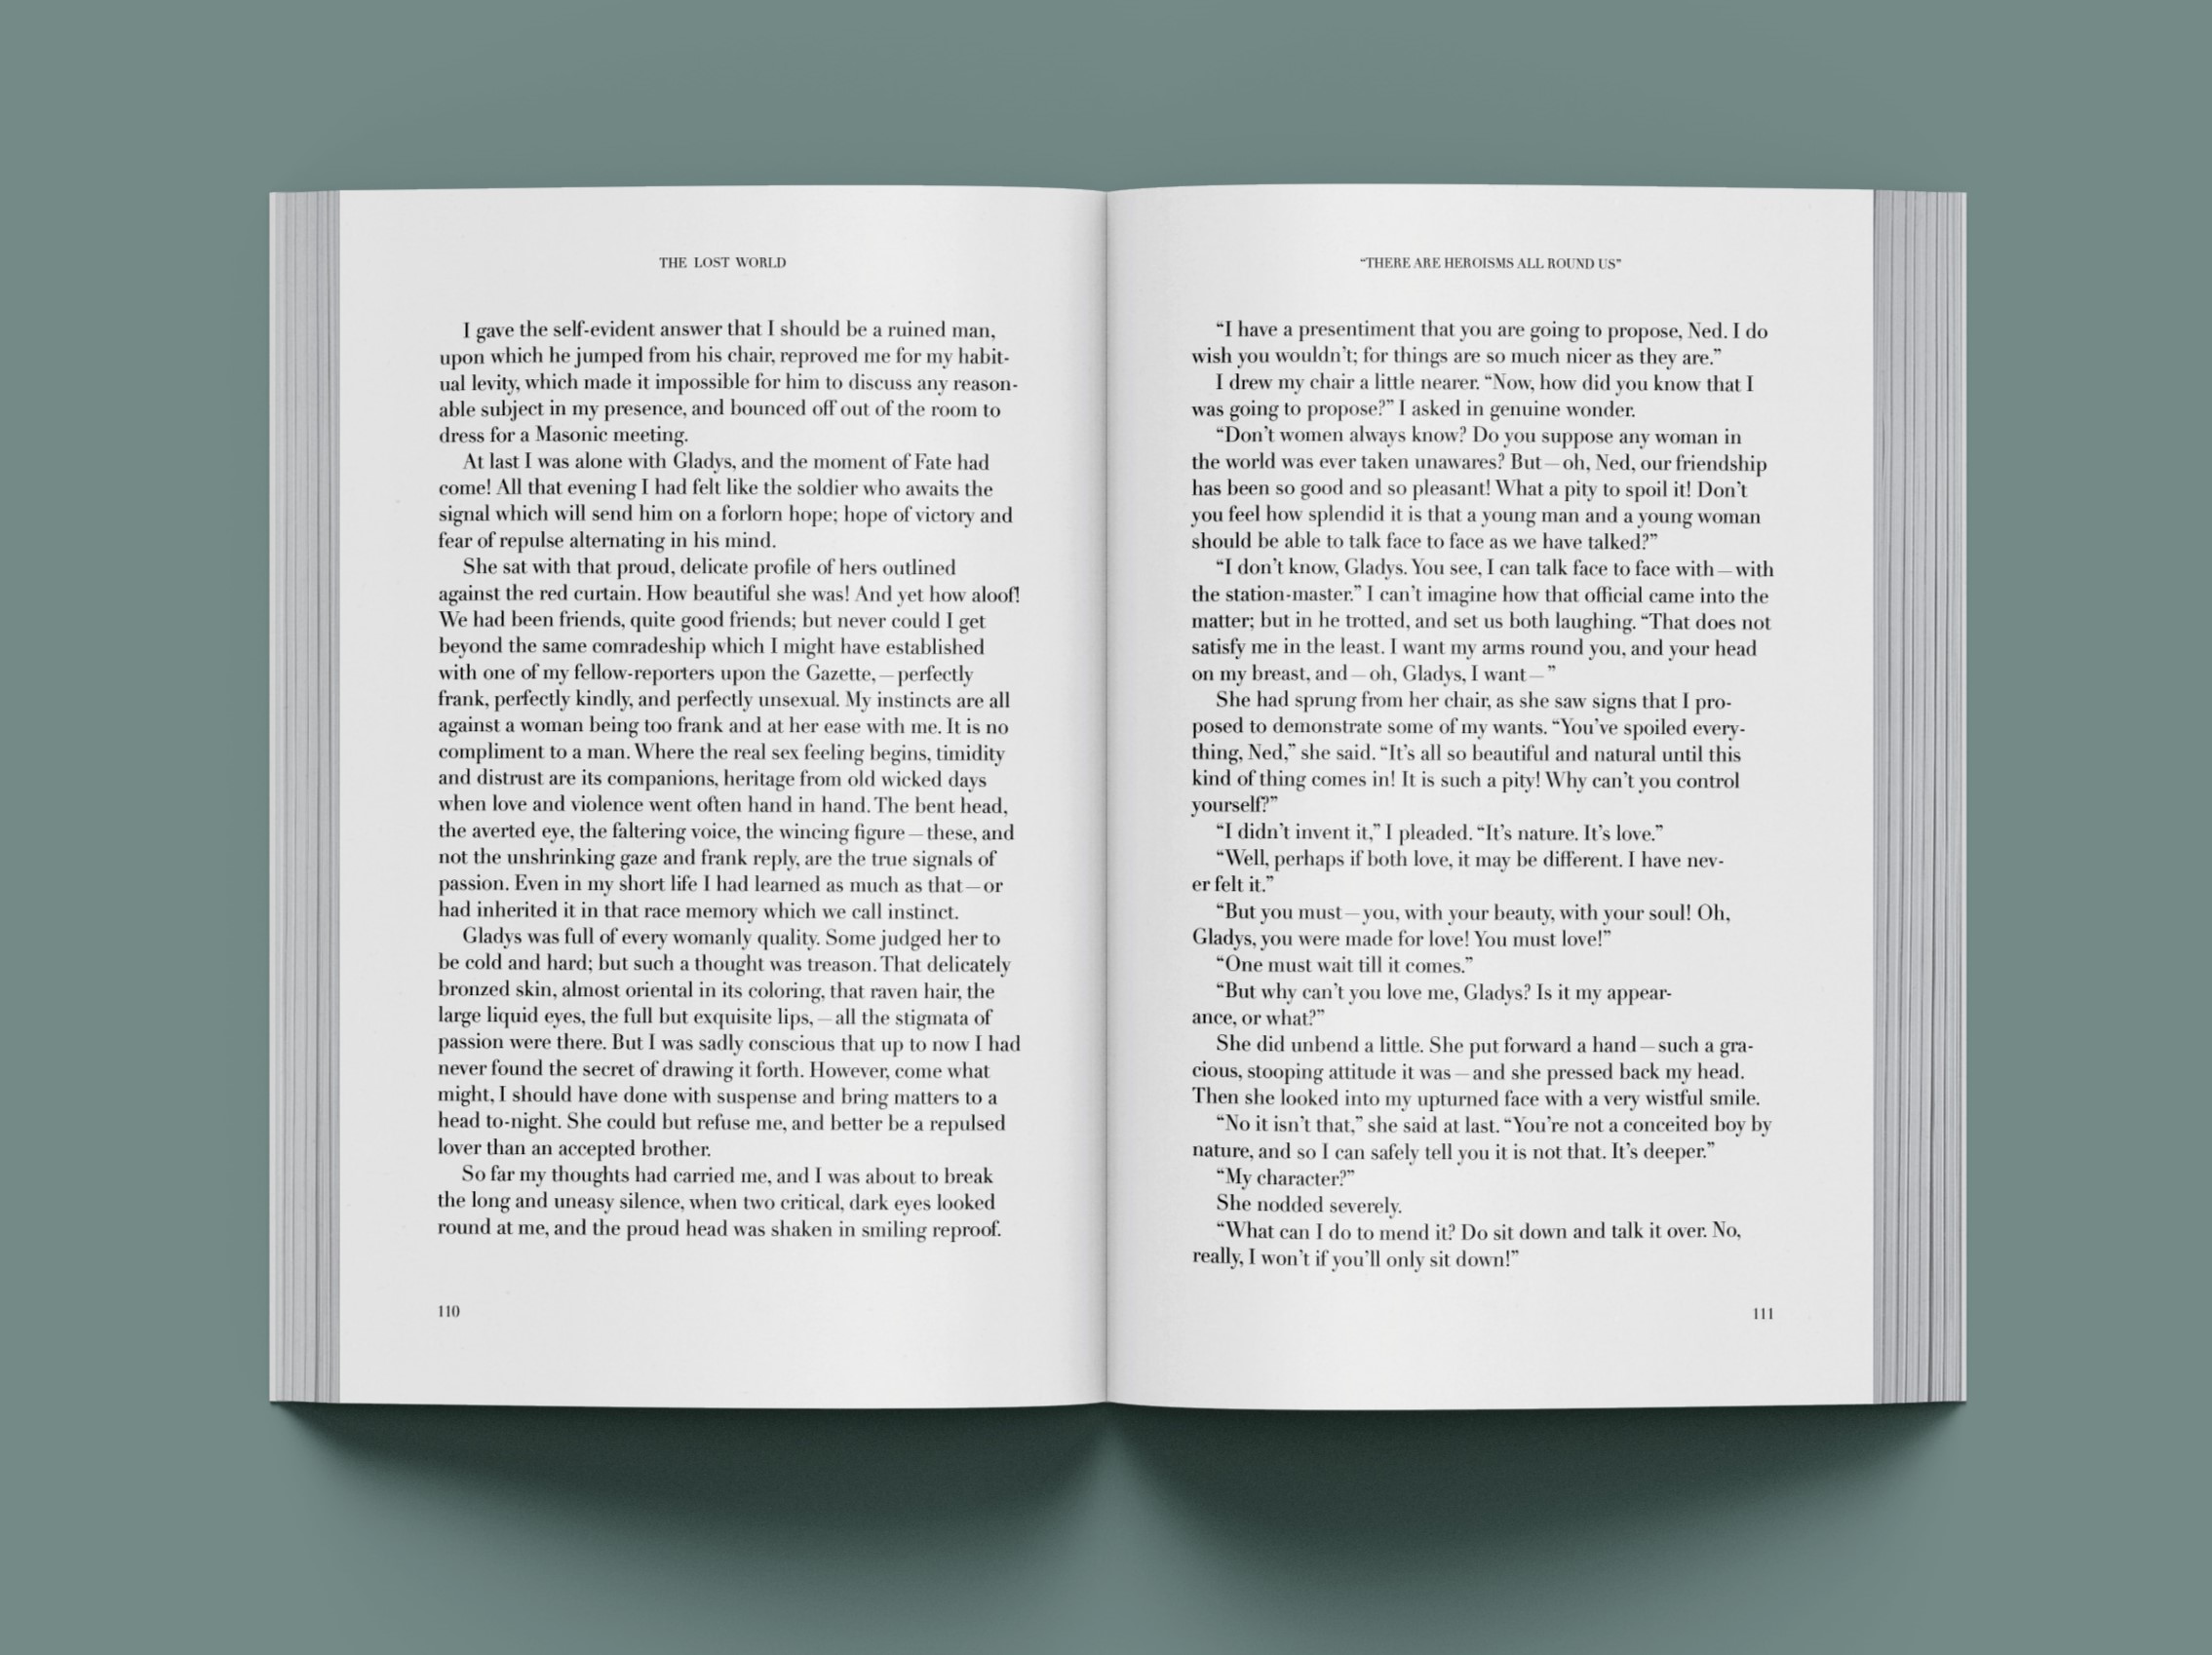 THE LOST WORLD
I gave the self-evident answer that I should be a ruined man,
upon which he jumped from his chair, reproved me for my habit-
ual levity, which made it impossible for him to discuss any reason-
able subject in my presence, and bounced off out of the room to
dress for a Masonic meeting.
At last I was alone with Gladys, and the moment of Fate had
come! All that evening I had felt like the soldier who awaits the
signal which will send him on a forlorn hope; hope of victory and
fear of repulse alternating in his mind.
She sat with that proud, delicate profile of hers outlined
against the red curtain. How beautiful she was! And yet how aloof!
We had been friends, quite good friends; but never could I get
beyond the same comradeship which I might have established
with one of my fellow-reporters upon the Gazette,—perfectly
frank, perfectly kindly, and perfectly unsexual. My instincts are all
against a woman being too frank and at her ease with me. It is no
compliment to a man. Where the real sex feeling begins, timidity
and distrust are its companions, heritage from old wicked days
when love and violence went often hand in hand. The bent head,
the averted eye, the faltering voice, the wincing figure—these, and
not the unshrinking gaze and frank reply, are the true signals of
passion. Even in my short life I had learned as much as that—or
had inherited it in that race memory which we call instinct.
Gladys was full of every womanly quality. Some judged her to
be cold and hard; but such a thought was treason. That delicately
bronzed skin, almost oriental in its coloring, that raven hair, the
large liquid eyes, the full but exquisite lips,—all the stigmata of
passion were there. But I was sadly conscious that up to now I had
never found the secret of drawing it forth. However, come what
might, I should have done with suspense and bring matters to a
head to-night. She could but refuse me, and better be a repulsed
lover than an accepted brother.
So far my thoughts had carried me, and I was about to break
the long and uneasy silence, when two critical, dark eyes looked
round at me, and the proud head was shaken in smiling reproof.
110
“THERE ARE HEROISMS ALL ROUND US”
“I have a presentiment that you are going to propose, Ned. I do
wish you wouldn’t; for things are so much nicer as they are.”
I drew my chair a little nearer. “Now, how did you know that I
was going to propose?” I asked in genuine wonder.
“Don’t women always know? Do you suppose any woman in
the world was ever taken unawares? But—oh, Ned, our friendship
has been so good and so pleasant! What a pity to spoil it! Don’t
you feel how splendid it is that a young man and a young woman
should be able to talk face to face as we have talked?”
“I don’t know, Gladys. You see, I can talk face to face with—with
the station-master.” I can’t imagine how that official came into the
matter; but in he trotted, and set us both laughing. “That does not
satisfy me in the least. I want my arms round you, and your head
on my breast, and—oh, Gladys, I want—”
She had sprung from her chair, as she saw signs that I pro-
posed to demonstrate some of my wants. “You’ve spoiled every-
thing, Ned,” she said. “It’s all so beautiful and natural until this
kind of thing comes in! It is such a pity! Why can’t you control
yourself?”
“I didn’t invent it,” I pleaded. “It’s nature. It’s love.”
“Well, perhaps if both love, it may be different. I have nev-
er felt it.”
“But you must—you, with your beauty, with your soul! Oh,
Gladys, you were made for love! You must love!”
“One must wait till it comes.”
“But why can’t you love me, Gladys? Is it my appear-
ance, or what?”
She did unbend a little. She put forward a hand—such a gra-
cious, stooping attitude it was—and she pressed back my head.
Then she looked into my upturned face with a very wistful smile.
“No it isn’t that,” she said at last. “You’re not a conceited boy by
nature, and so I can safely tell you it is not that. It’s deeper.”
“My character?”
She nodded severely.
“What can I do to mend it? Do sit down and talk it over. No,
really, I won’t if you’ll only sit down!”
111